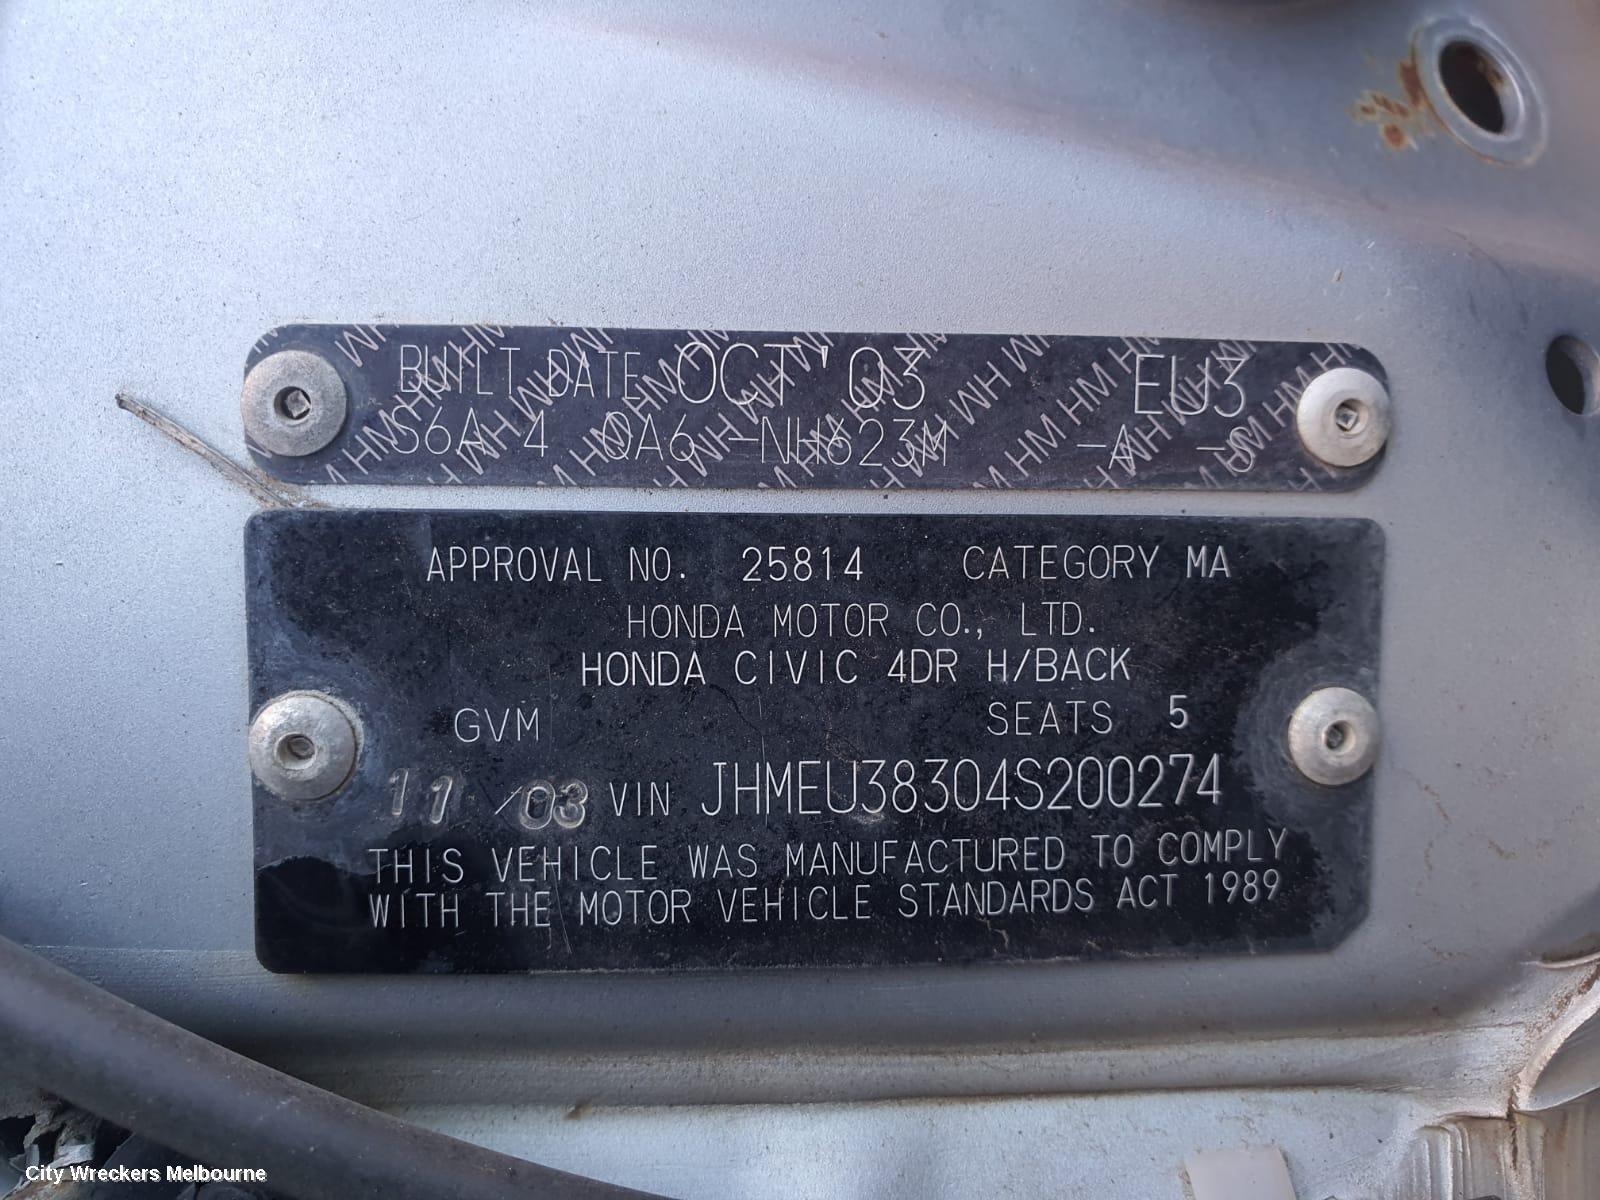 BUILT DATE OCT'03 EU3
S6A 4 QA6 -NH623M -A -S
APPROVAL NO. 25814 CATEGORY MA
HONDA MOTOR CO., LTD.
HONDA CIVIC 4DR H/BACK
GVM SEATS 5
11/03 VIN JHMEU38304S200274
THIS VEHICLE WAS MANUFACTURED TO COMPLY
WITH THE MOTOR VEHICLE STANDARDS ACT 1989
City Wreckers Melbourne